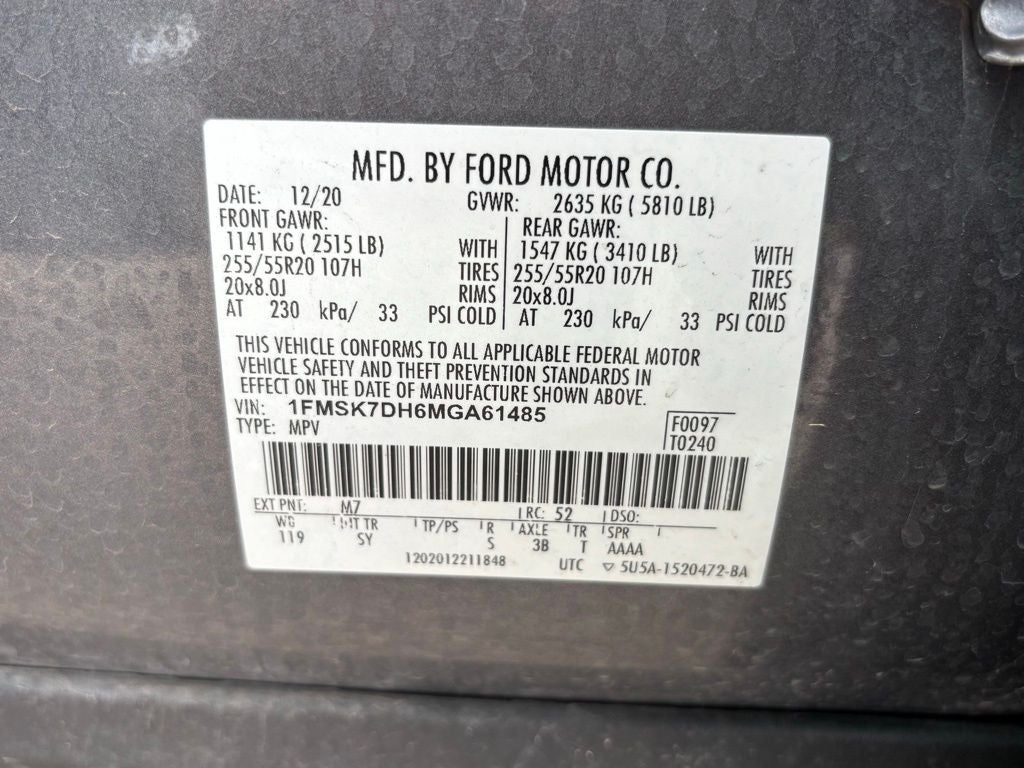 MFD. BY FORD MOTOR CO.
DATE: 12/20 GVWR: 2635 KG ( 5810 LB)
FRONT GAWR: REAR GAWR:
1141 KG ( 2515 LB) WITH 1547 KG ( 3410 LB) WITH
255/55R20 107H TIRES 255/55R20 107H TIRES
20x8.0J RIMS 20x8.0J RIMS
AT 230 kPa/ 33 PSI COLD AT 230 kPa/ 33 PSI COLD
THIS VEHICLE CONFORMS TO ALL APPLICABLE FEDERAL MOTOR
VEHICLE SAFETY AND THEFT PREVENTION STANDARDS IN
EFFECT ON THE DATE OF MANUFACTURE SHOWN ABOVE.
VIN: 1FMSK7DH6MGA61485
TYPE: MPV
F0097
T0240
EXT PNT: M7 RC: 52 DSO:
WB INT TR TP/PS R AXLE TR SPR
119 SY S 3B T AAAA
1202012211848 UTC ▽ 5U5A-1520472-BA